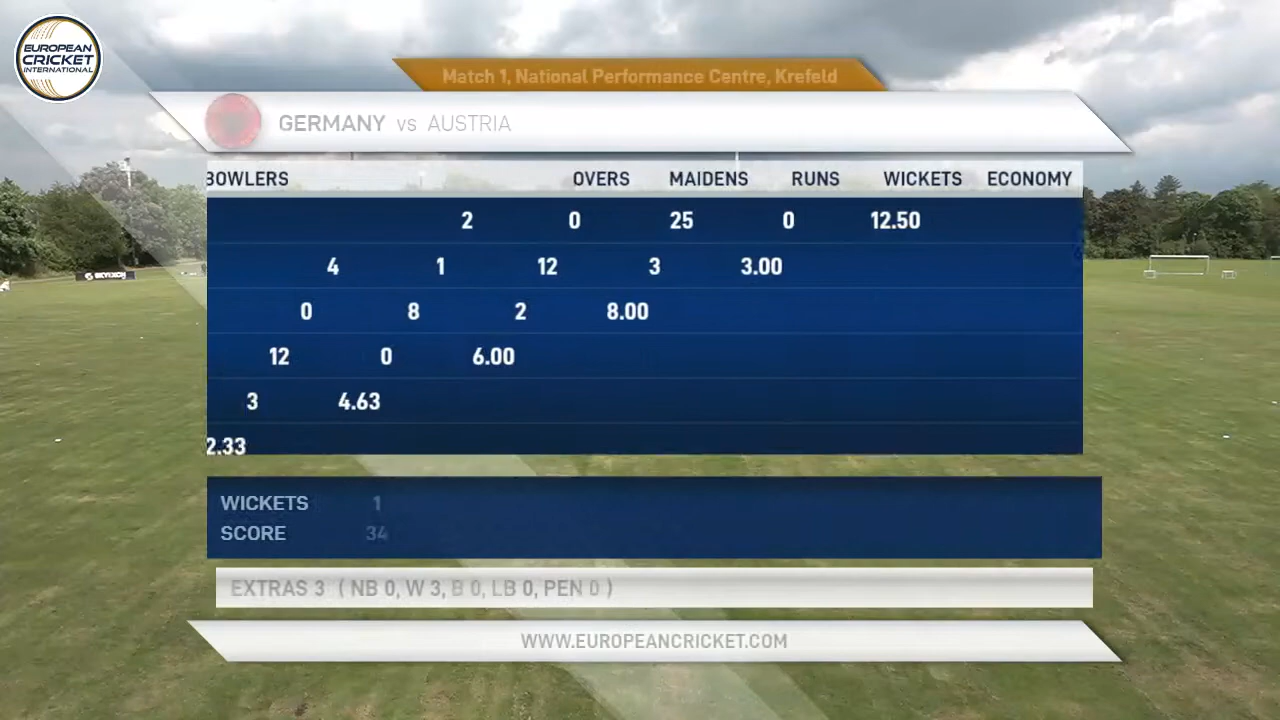 EUROPEAN
CRICKET
INTERNATIONAL
Match 1, National Performance Centre, Krefeld
GERMANY vs AUSTRIA
BOWLERS OVERS MAIDENS RUNS WICKETS ECONOMY
2 0 25 0 12.50
4 1 12 3 3.00
0 8 2 8.00
12 0 6.00
3 4.63
2.33
WICKETS 1
SCORE 34
EXTRAS 3 ( NB 0, W 3, B 0, LB 0, PEN 0 )
WWW.EUROPEANCRICKET.COM